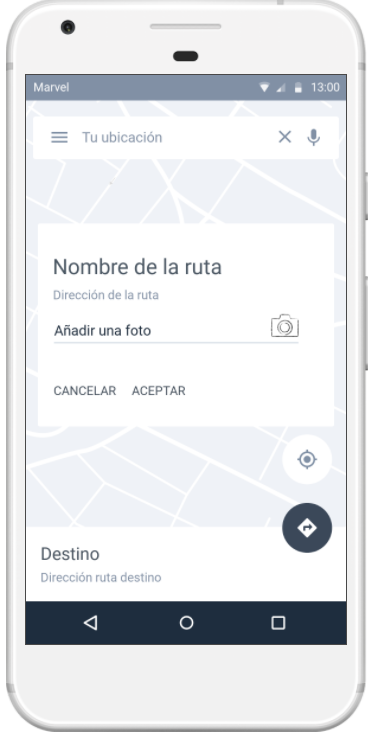 Marvel 13:00
Tu ubicación
Nombre de la ruta
Dirección de la ruta
Añadir una foto
CANCELAR ACEPTAR
Destino
Dirección ruta destino